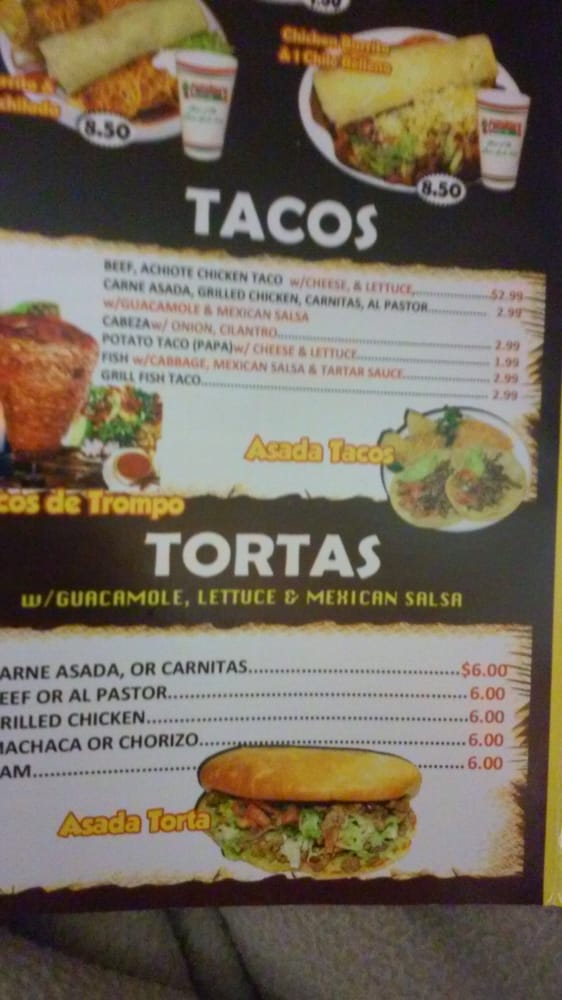 8.50
Chicken Burrito
& 1 Chile Relleno
8.50
TACOS
BEEF, ACHIOTE CHICKEN TACO w/CHEESE, & LETTUCE,..................$2.99
CARNE ASADA, GRILLED CHICKEN, CARNITAS, AL PASTOR.............. 2.99
w/GUACAMOLE & MEXICAN SALSA
CABEZA w/ ONION, CILANTRO.................................................. 2.99
POTATO TACO (PAPA)w/ CHEESE & LETTUCE............................. 1.99
FISH w/CABBAGE, MEXICAN SALSA & TARTAR SAUCE.................. 2.99
GRILL FISH TACO.................................................................. 2.99
Asada Tacos
cos de Trompo
TORTAS
w/GUACAMOLE, LETTUCE & MEXICAN SALSA
ARNE ASADA, OR CARNITAS........................................$6.00
EEF OR AL PASTOR.........................................................6.00
RILLED CHICKEN.............................................................6.00
MACHACA OR CHORIZO..................................................6.00
AM.................................. ..........6.00
Asada Torta